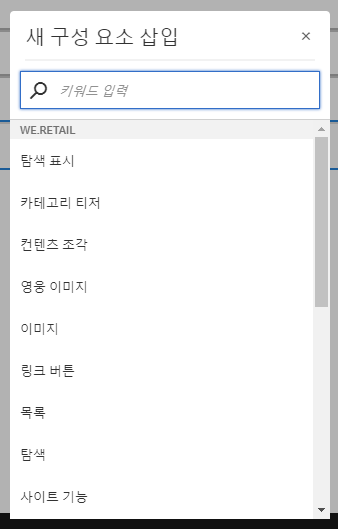 새 구성 요소 삽입
키워드 입력
WE.RETAIL
탐색 표시
카테고리 티저
컨텐츠 조각
영웅 이미지
이미지
링크 버튼
목록
탐색
사이트 기능